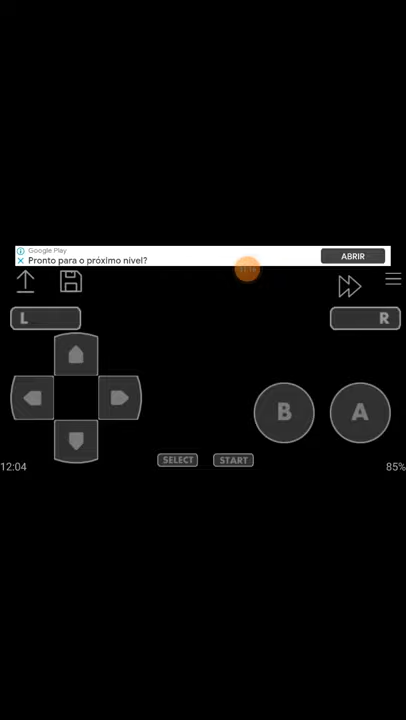 Google Play
Pronto para o próximo nível?
ABRIR
L
R
B
A
SELECT
START
12:04
85%